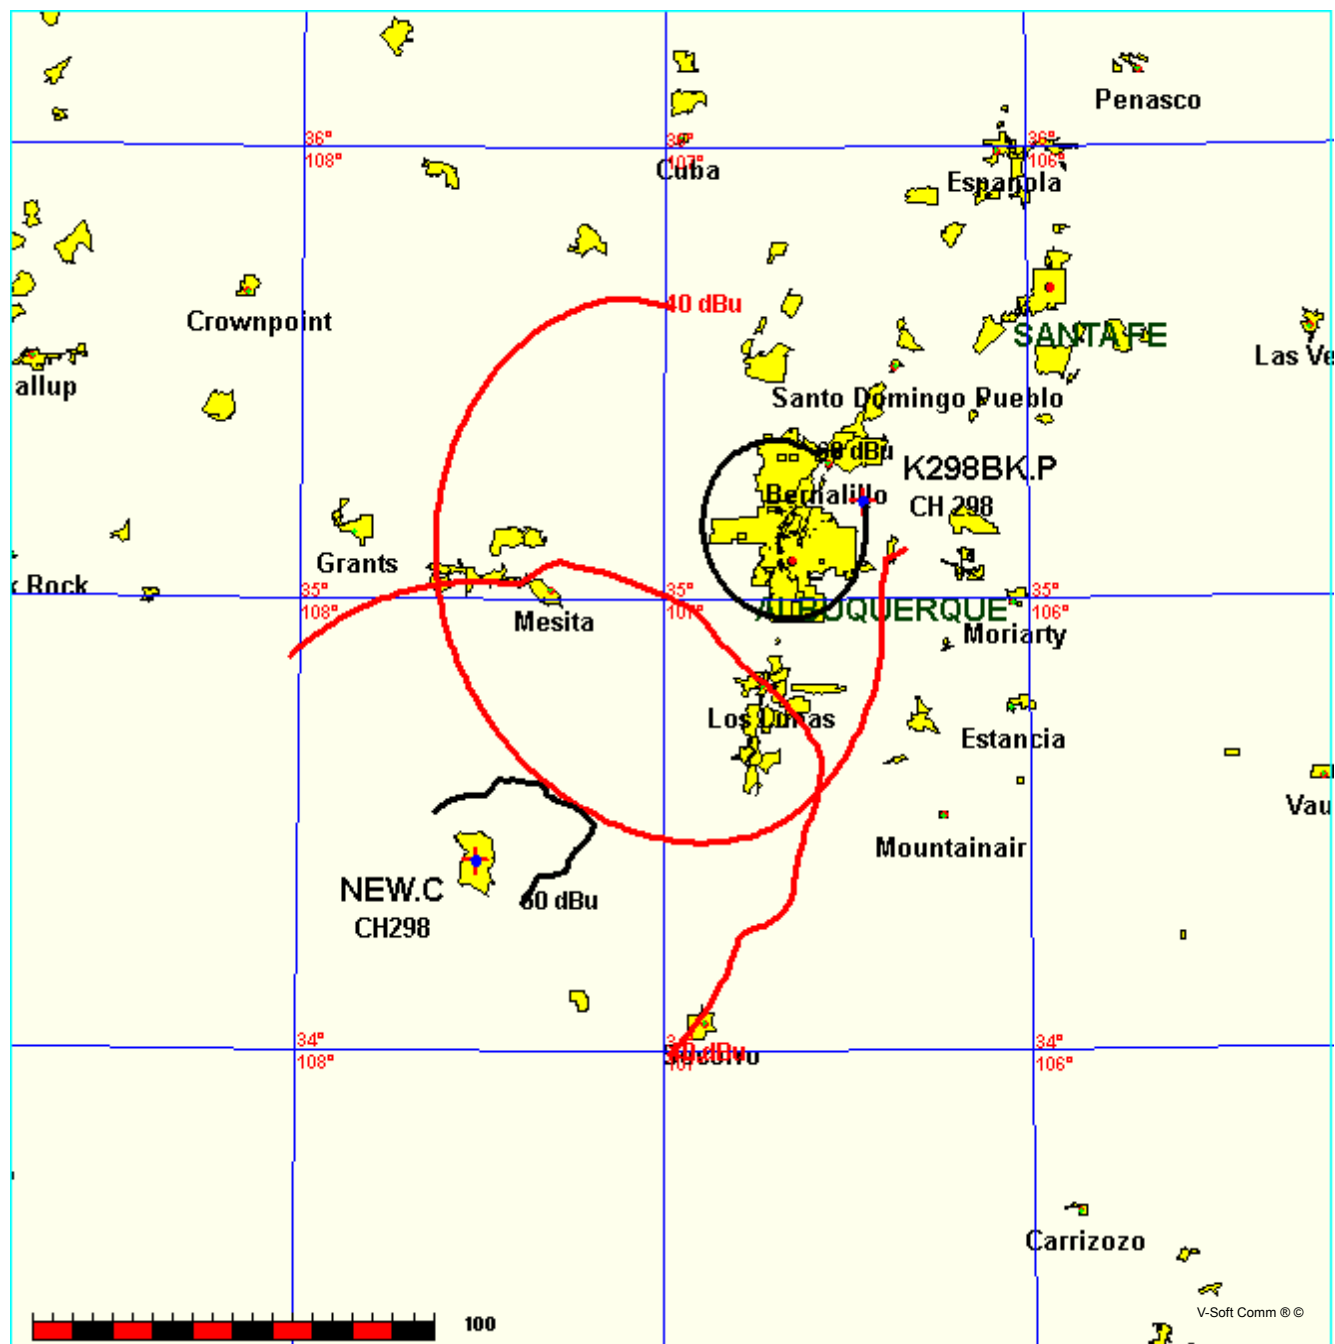 Penasco
36°
36°
108°
107°
106°
Cuba
Espanola
40 dBu
Crownpoint
SANTA FE
Las Ve
allup
Santo Domingo Pueblo
dBu
K298BK.P
Bernalillo
CH 298
Grants
k Rock
35°
35°
35°
108°
106°
ALBUQUERQUE
Mesita
Moriarty
Los Lunas
Estancia
Vau
Mountainair
NEW.C
60 dBu
CH298
34°
34°
dBu
108°
106°
Carrizozo
V-Soft Comm ® ©
100